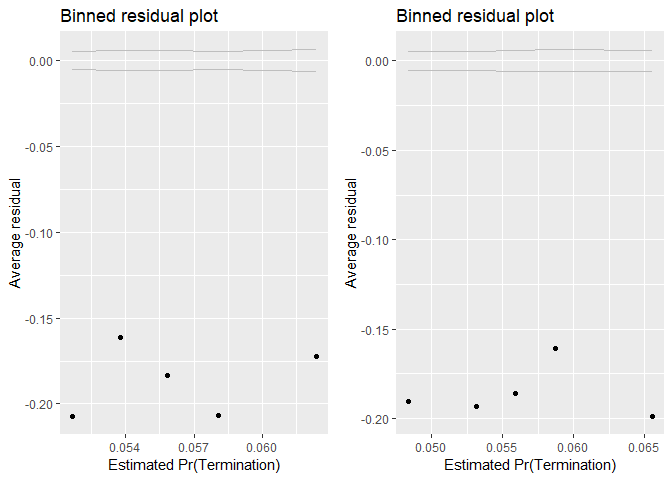 Binned residual plot
0.00
-0.05
-0.10
-0.15
-0.20
Average residual
0.054
0.057
0.060
Estimated Pr(Termination)
Binned residual plot
0.00
-0.05
-0.10
-0.15
-0.20
Average residual
0.050
0.055
0.060
0.065
Estimated Pr(Termination)